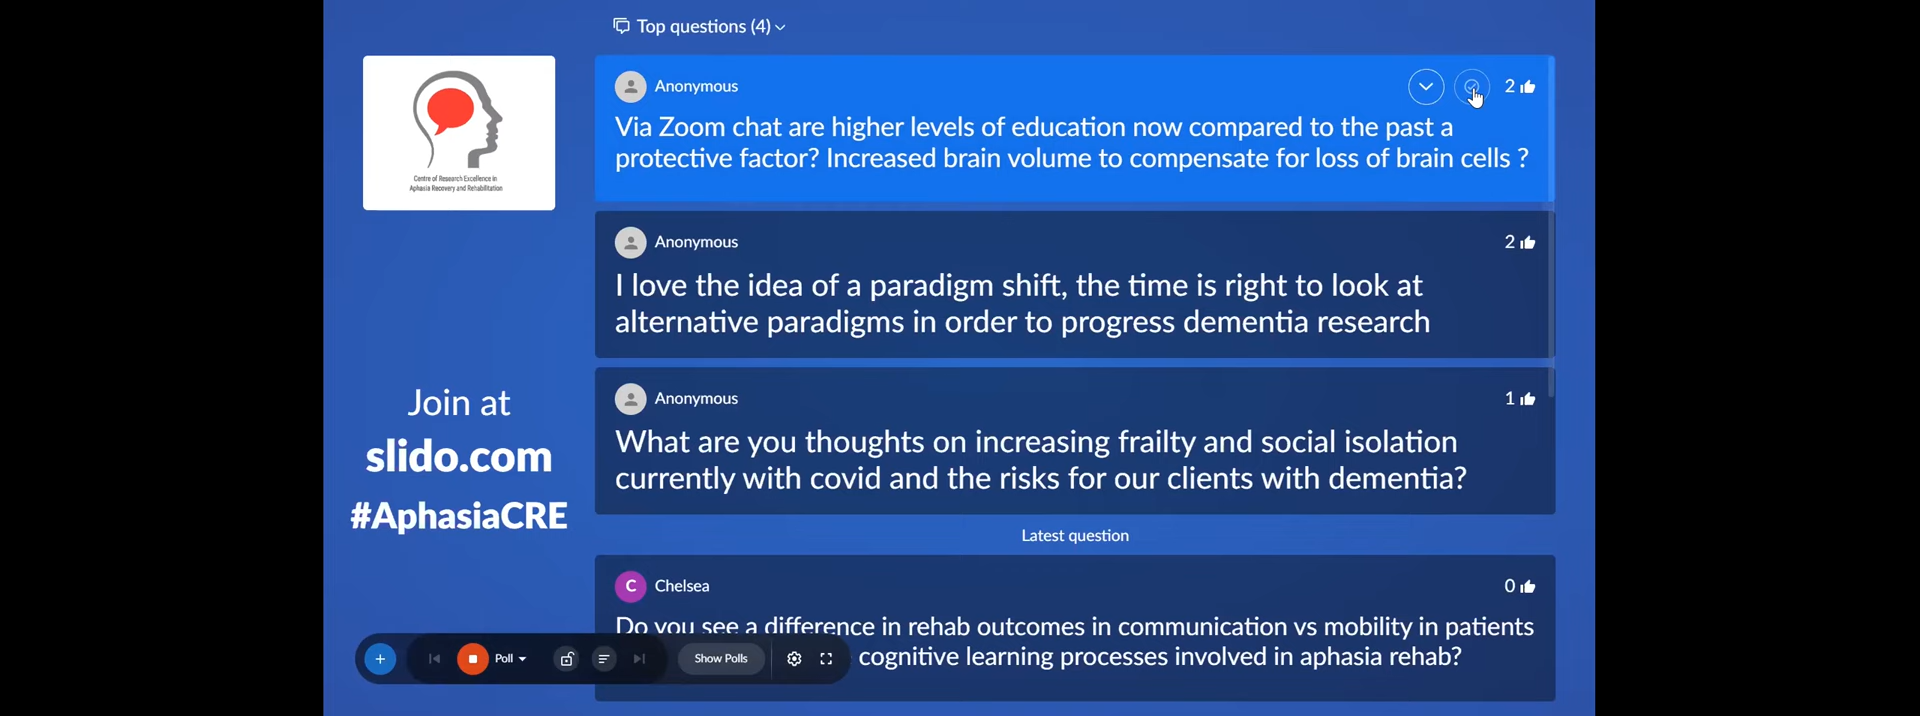 Top questions (4)
Centre of Research Excellence in
Aphasia Recovery and Rehabilitation
Join at
slido.com
#AphasiaCRE
Anonymous
2
Via Zoom chat are higher levels of education now compared to the past a
protective factor? Increased brain volume to compensate for loss of brain cells ?
Anonymous
2
I love the idea of a paradigm shift, the time is right to look at
alternative paradigms in order to progress dementia research
Anonymous
1
What are you thoughts on increasing frailty and social isolation
currently with covid and the risks for our clients with dementia?
Latest question
C
Chelsea
0
Do you see a difference in rehab outcomes in communication vs mobility in patients
cognitive learning processes involved in aphasia rehab?
Poll
Show Polls